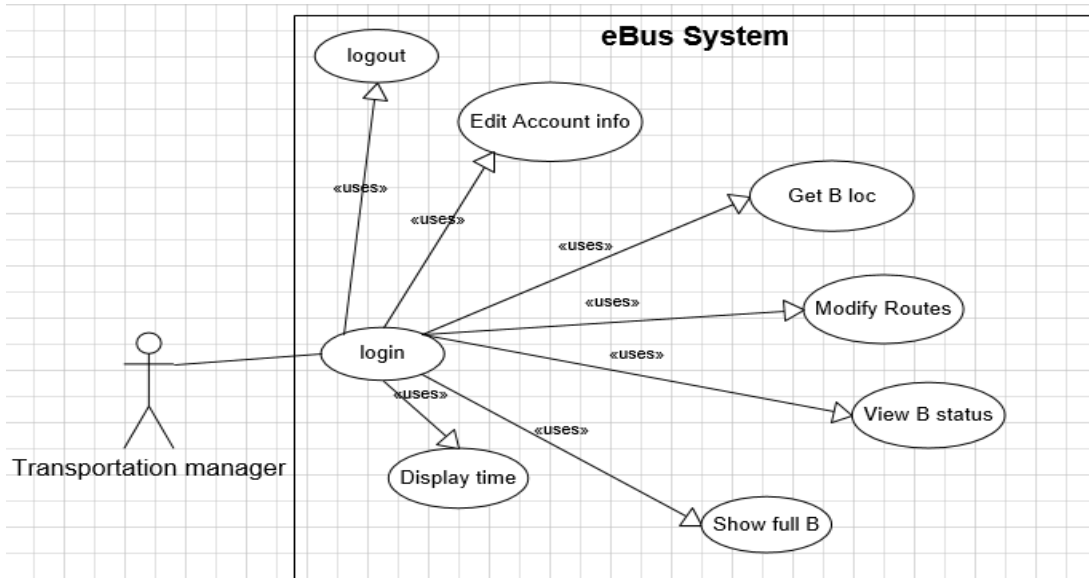 eBus System
logout
Edit Account info
«uses»
Get B loc
«uses»
«uses»
Modify Routes
«uses»
login
«uses»
View B status
«uses»
«uses»
Transportation manager
Display time
Show full B